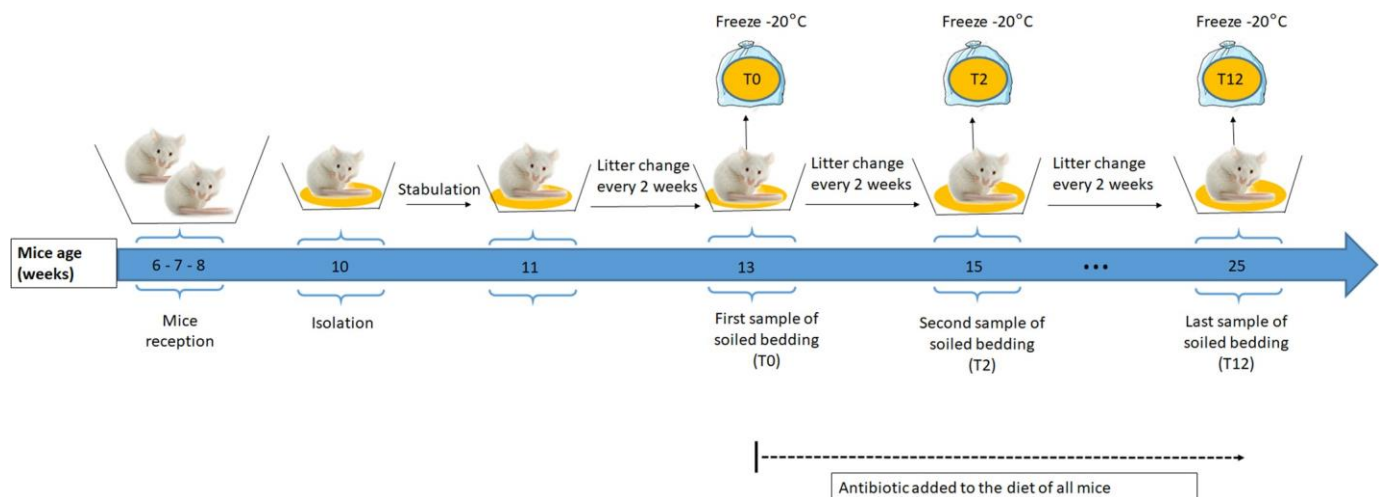 Freeze -20°C
Freeze -20°C
Freeze -20°C
T0
T2
T12
Stabulation
Litter change
every 2 weeks
Litter change
every 2 weeks
Litter change
every 2 weeks
Mice age
(weeks)
6 - 7 - 8
10
11
13
15
•••
25
Mice
reception
Isolation
First sample of
soiled bedding
(T0)
Second sample of
soiled bedding
(T2)
Last sample of
soiled bedding
(T12)
Antibiotic added to the diet of all mice